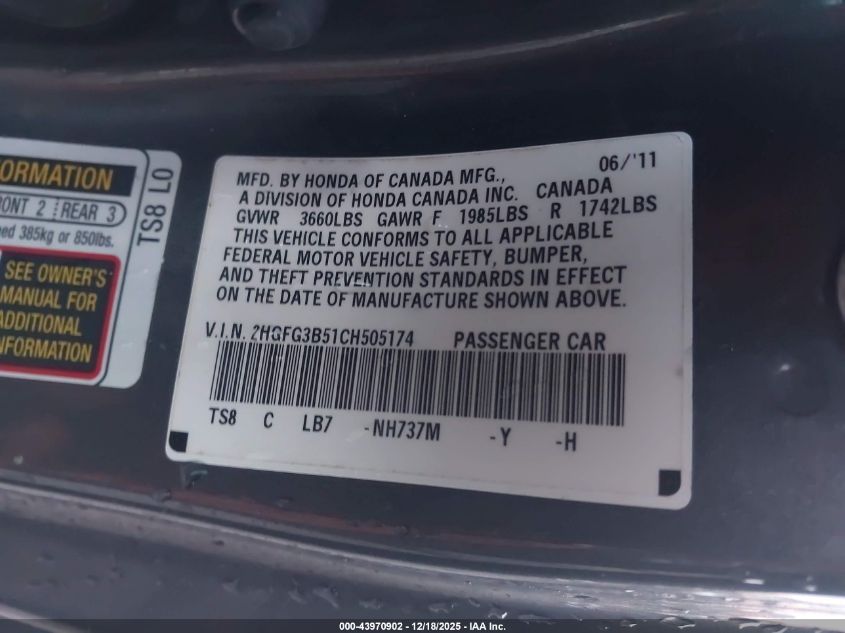 ORMATION
RONT 2 REAR 3
385kg or 850lbs.
SEE OWNER'S
MANUAL FOR
ADDITIONAL
INFORMATION
TS8 L0
06/'11
MFD. BY HONDA OF CANADA MFG.,
A DIVISION OF HONDA CANADA INC. CANADA
GVWR 3660LBS GAWR F 1985LBS R 1742LBS
THIS VEHICLE CONFORMS TO ALL APPLICABLE
FEDERAL MOTOR VEHICLE SAFETY, BUMPER,
AND THEFT PREVENTION STANDARDS IN EFFECT
ON THE DATE OF MANUFACTURE SHOWN ABOVE.
V.I.N. 2HGFG3B51CH505174 PASSENGER CAR
TS8 C LB7 -NH737M -Y -H
000-43970902 - 12/18/2025 - IAA Inc.